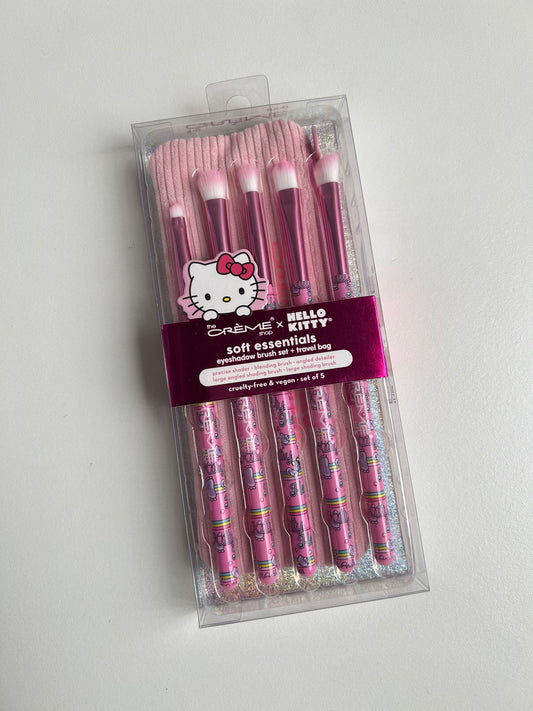 the
CRÈME® x HELLO
shop KITTY®
soft essentials
eyeshadow brush set + travel bag
precise shader • blending brush • angled detailer
large angled shading brush • large shading brush
cruelty-free & vegan • set of 5